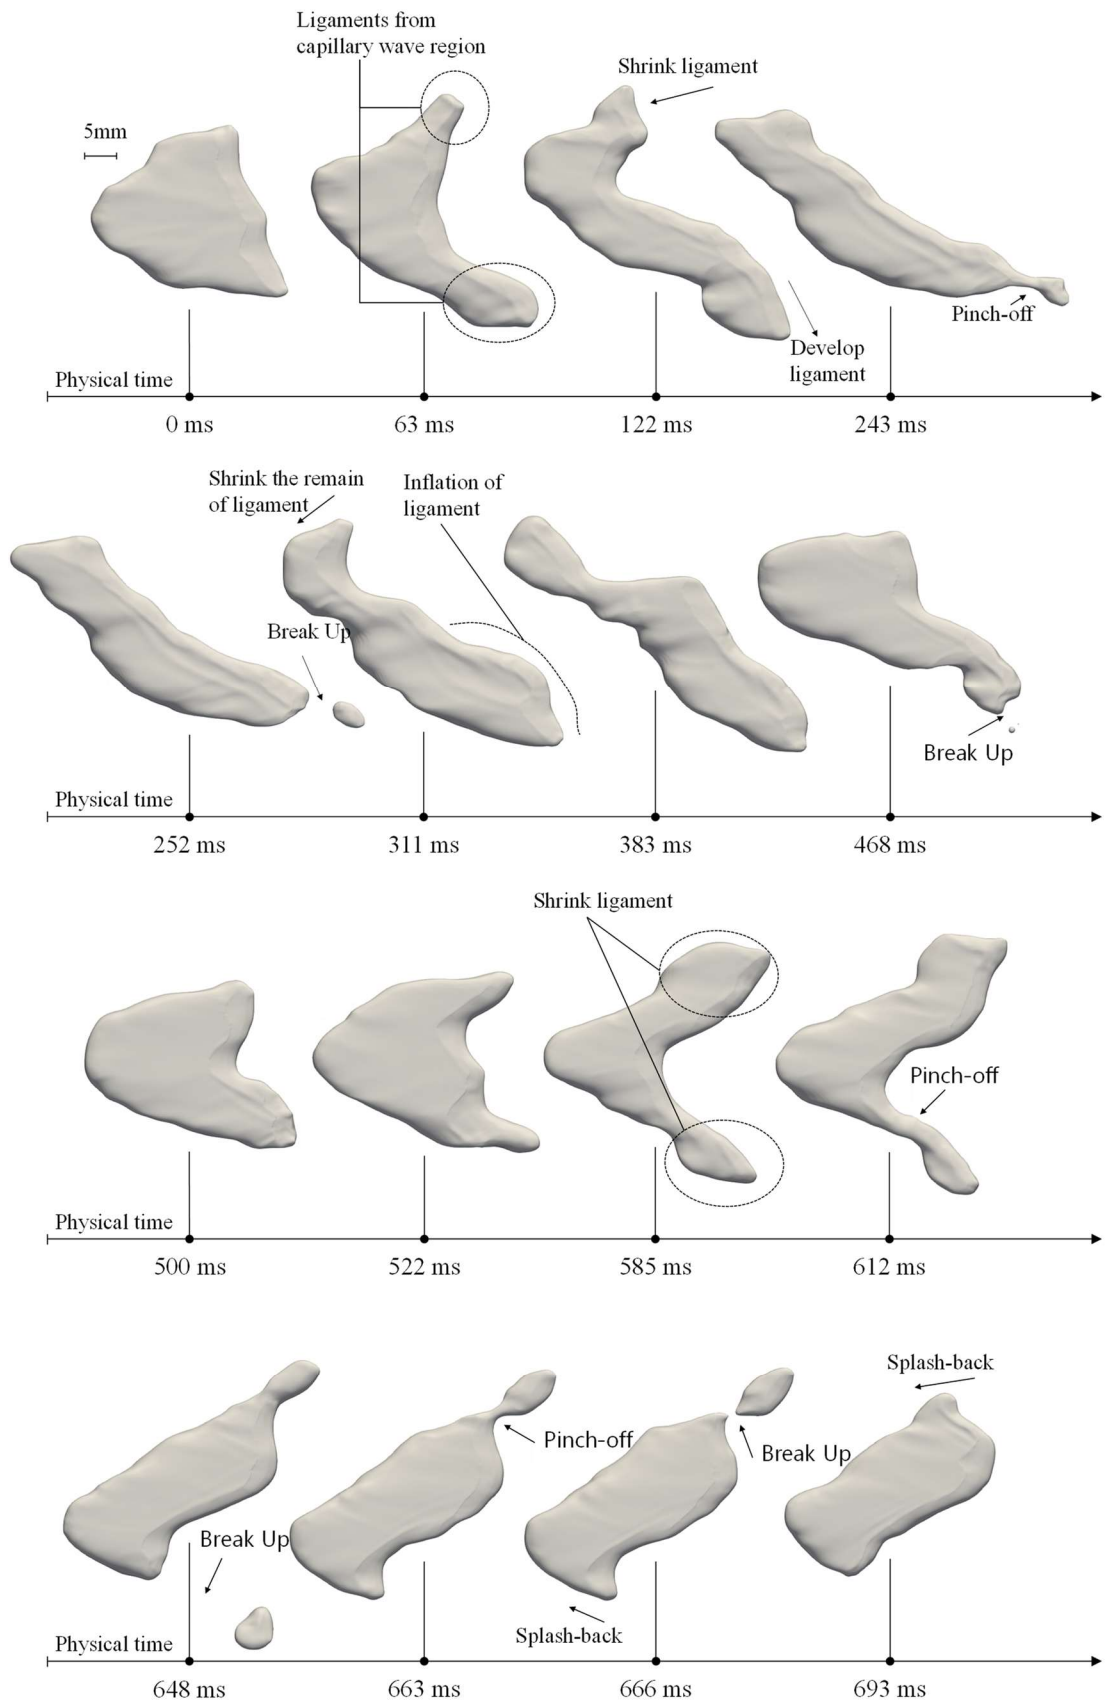 Ligaments from
capillary wave region
Shrink ligament
5mm
Pinch-off
Develop
ligament
Physical time
0 ms
63 ms
122 ms
243 ms
Shrink the remain
of ligament
Inflation of
ligament
Break Up
Break Up
Physical time
252 ms
311 ms
383 ms
468 ms
Shrink ligament
Pinch-off
Physical time
500 ms
522 ms
585 ms
612 ms
Splash-back
Pinch-off
Break Up
Break Up
Splash-back
Physical time
648 ms
663 ms
666 ms
693 ms